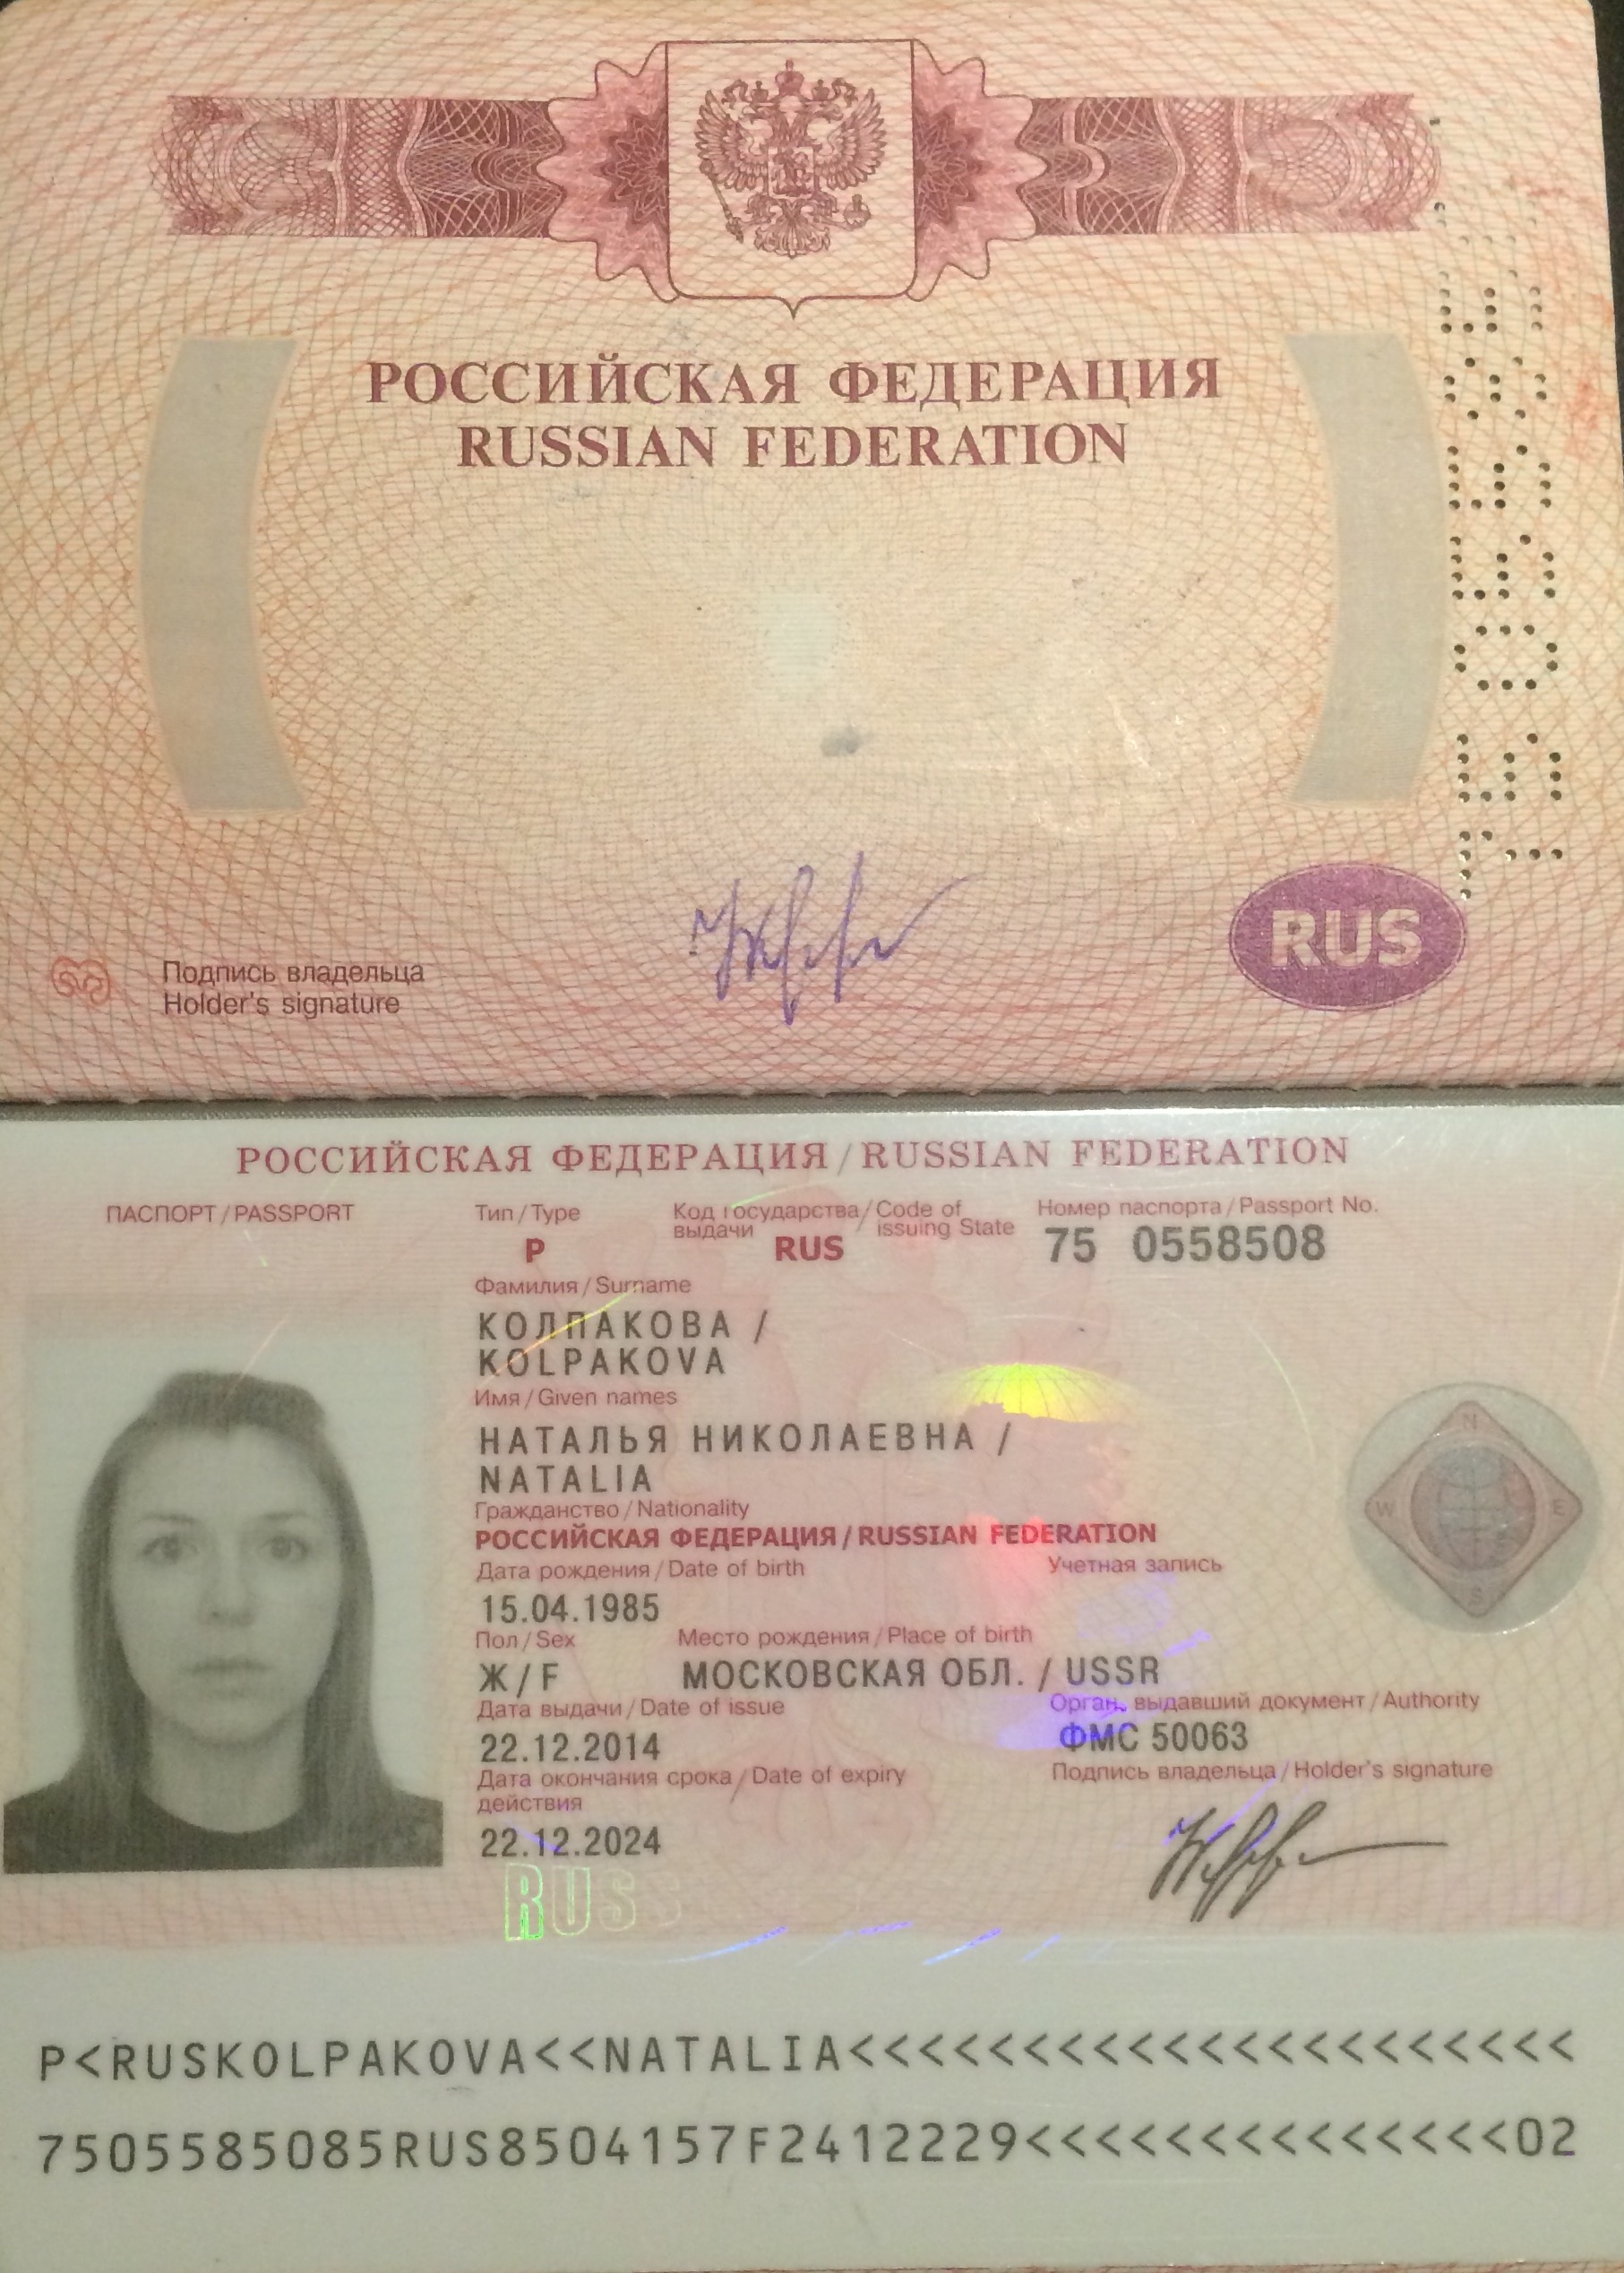 РОССИЙСКАЯ ФЕДЕРАЦИЯ
RUSSIAN FEDERATION
Подпись владельца
Holder's signature
RUS
РОССИЙСКАЯ ФЕДЕРАЦИЯ / RUSSIAN FEDERATION
ПАСПОРТ / PASSPORT
Тип / Type
P
Код государства / Code of
выдачи / issuing State
RUS
Номер паспорта / Passport No.
75 0558508
Фамилия / Surname
КОЛПАКОВА /
KOLPAKOVA
Имя / Given names
НАТАЛЬЯ НИКОЛАЕВНА /
NATALIA
Гражданство / Nationality
РОССИЙСКАЯ ФЕДЕРАЦИЯ / RUSSIAN FEDERATION
Дата рождения / Date of birth
Учетная запись
15.04.1985
Пол / Sex
Место рождения / Place of birth
Ж / F
МОСКОВСКАЯ ОБЛ. / USSR
Дата выдачи / Date of issue
Орган, выдавший документ / Authority
22.12.2014
ФМС 50063
Дата окончания срока / Date of expiry
действия
Подпись владельца / Holder's signature
22.12.2024
RUS
N
W
E
S
P<RUSKOLPAKOVA<<NATALIA<<<<<<<<<<<<<<<<<<<<<
7505585085RUS8504157F2412229<<<<<<<<<<<<<<02